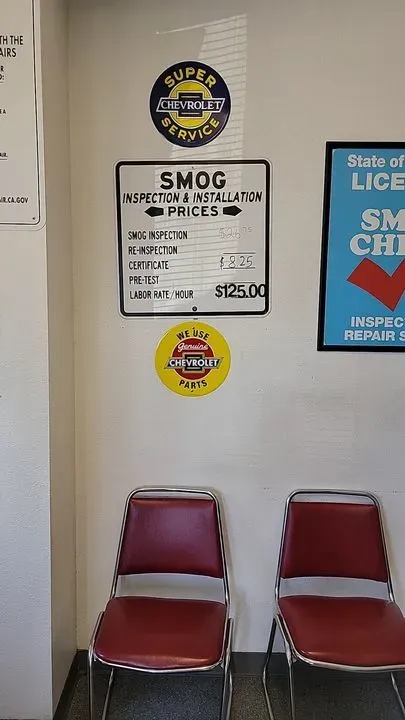 TH THE
AIRS
R
D:
E A
AIR.
IR.CA.GOV
SUPER
CHEVROLET
SERVICE
SMOG
INSPECTION & INSTALLATION
PRICES
SMOG INSPECTION
RE-INSPECTION
CERTIFICATE $ 8.25
PRE-TEST
LABOR RATE/HOUR $125.00
WE USE
Genuine
CHEVROLET
PARTS
State of
LICE
SM
CHE
INSPEC
REPAIR S